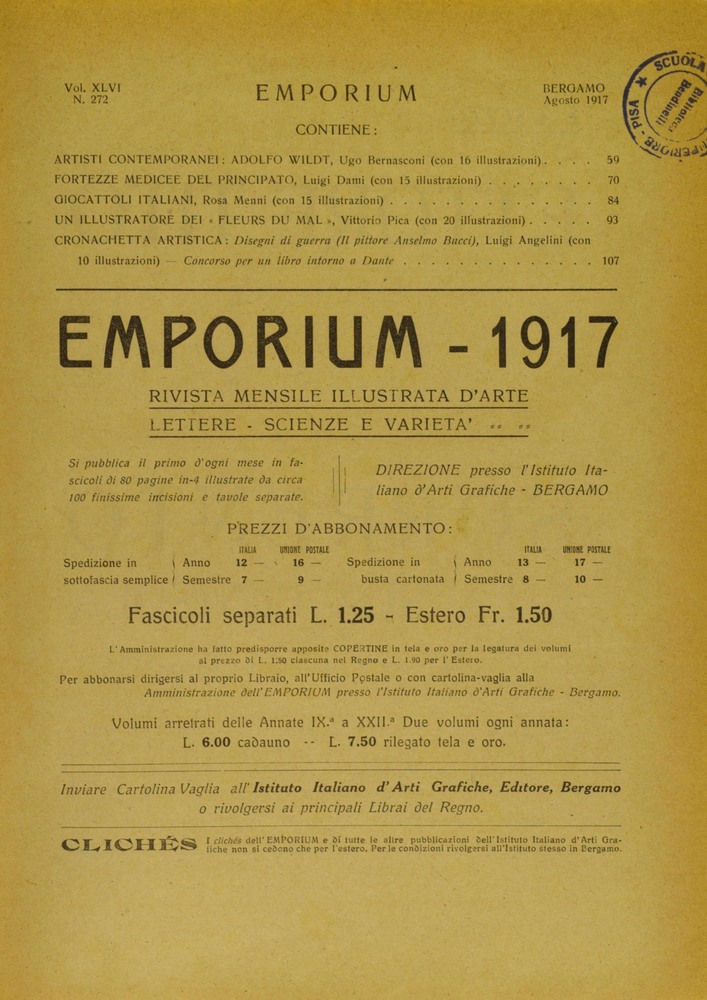 Vol. XLVI
N. 272
EMPORIUM
BERGAMO
Agosto 1917
SCUOLA
PISA
Biblioteca
CONTIENE:
ARTISTI CONTEMPORANEI: ADOLFO WILDT, Ugo Bernasconi (con 16 illustrazioni). . . . 59
FORTEZZE MEDICEE DEL PRINCIPATO, Luigi Dami (con 15 illustrazioni) . . . . . . . . 70
GIOCATTOLI ITALIANI, Rosa Menni (con 15 illustrazioni) . . . . . . . . . . . . . . 84
UN ILLUSTRATORE DEI « FLEURS DU MAL », Vittorio Pica (con 20 illustrazioni) . . . . . 93
CRONACHETTA ARTISTICA: Disegni di guerra (Il pittore Anselmo Bucci), Luigi Angelini (con
10 illustrazioni) — Concorso per un libro intorno a Dante . . . . . . . . . . . . . 107
EMPORIUM - 1917
RIVISTA MENSILE ILLUSTRATA D'ARTE
LETTERE - SCIENZE E VARIETA'
Si pubblica il primo d'ogni mese in fa-
scicoli di 80 pagine in-4 illustrate da circa
100 finissime incisioni e tavole separate.
DIREZIONE presso l'Istituto Ita-
liano d'Arti Grafiche - BERGAMO
PREZZI D'ABBONAMENTO:
ITALIA UNIONE POSTALE ITALIA UNIONE POSTALE
Spedizione in Anno 12 — 16 — Spedizione in Anno 13 — 17 —
sottofascia semplice Semestre 7 — 9 — busta cartonata Semestre 8 — 10 —
Fascicoli separati L. 1.25 - Estero Fr. 1.50
L'Amministrazione ha fatto predisporre apposite COPERTINE in tela e oro per la legatura dei volumi
al prezzo di L. 1.50 ciascuna nel Regno e L. 1.90 per l'Estero.
Per abbonarsi dirigersi al proprio Libraio, all'Ufficio Postale o con cartolina-vaglia alla
Amministrazione dell'EMPORIUM presso l'Istituto Italiano d'Arti Grafiche - Bergamo.
Volumi arretrati delle Annate IX.ª a XXII.ª Due volumi ogni annata:
L. 6.00 cadauno -- L. 7.50 rilegato tela e oro.
Inviare Cartolina Vaglia all'Istituto Italiano d'Arti Grafiche, Editore, Bergamo
o rivolgersi ai principali Librai del Regno.
CLICHÉS I clichés dell'EMPORIUM e di tutte le altre pubblicazioni dell'Istituto Italiano d'Arti Gra-
fiche non si cedono che per l'estero. Per le condizioni rivolgersi all'Istituto stesso in Bergamo.